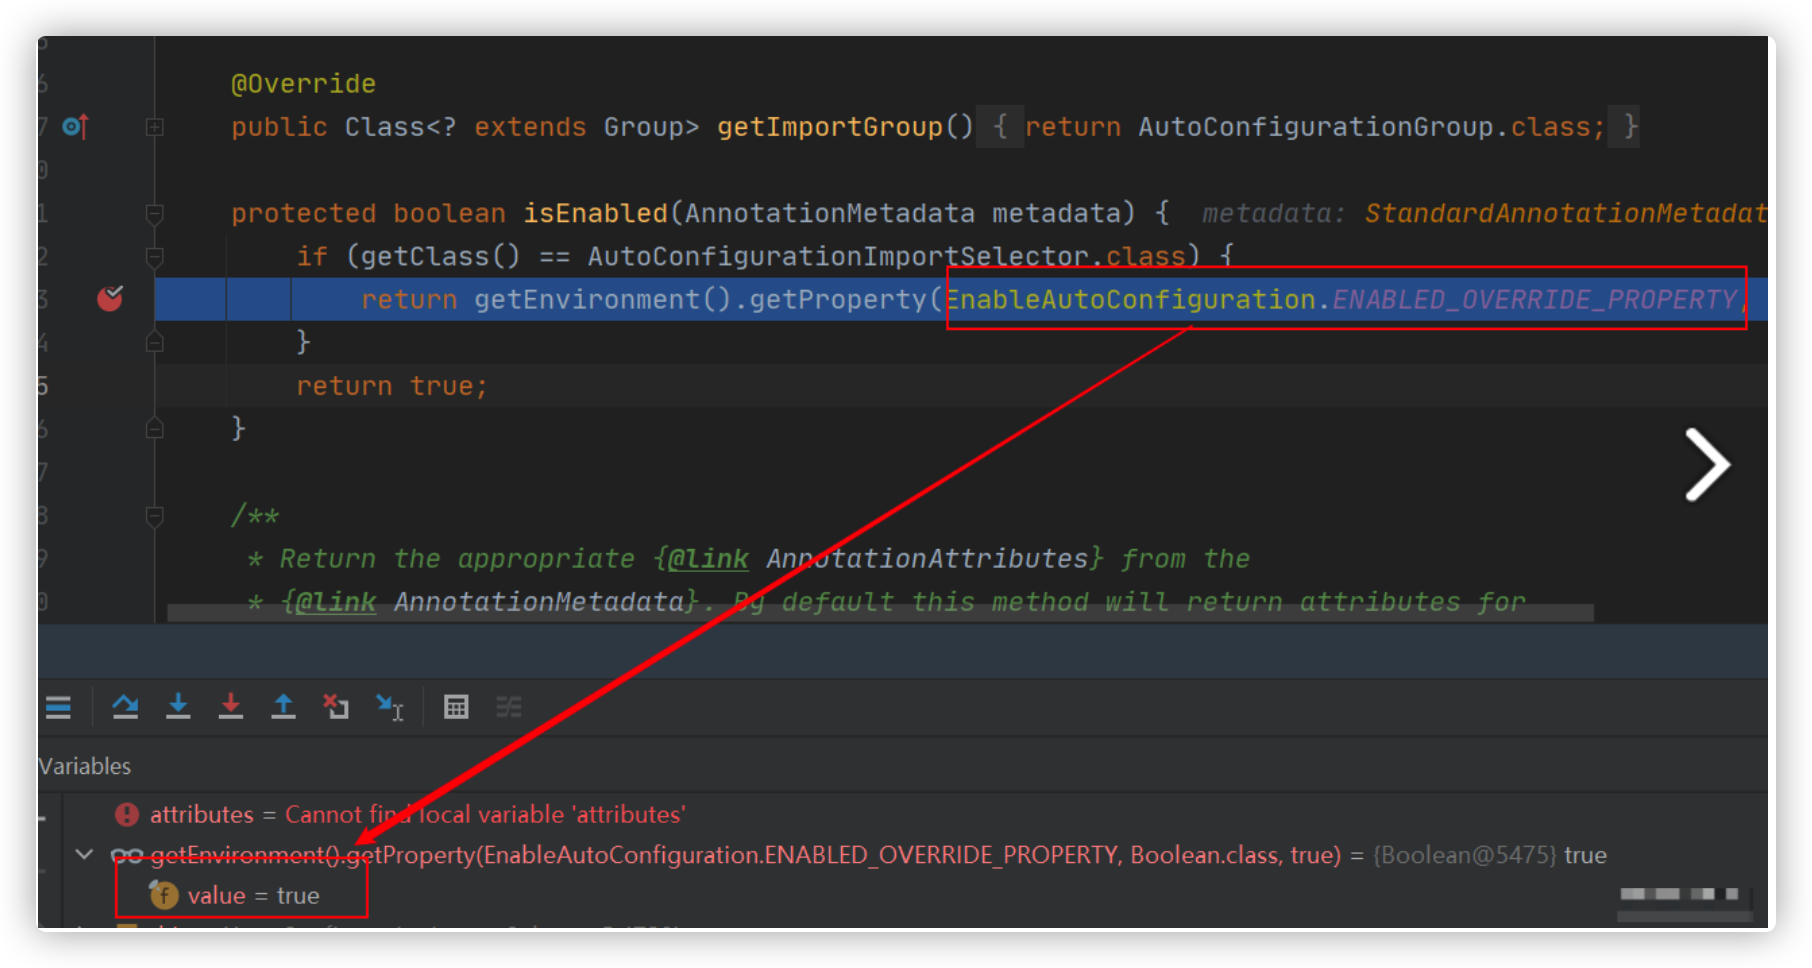 @Override
public Class<? extends Group> getImportGroup() { return AutoConfigurationGroup.class; }
protected boolean isEnabled(AnnotationMetadata metadata) { metadata: StandardAnnotationMetadat
if (getClass() == AutoConfigurationImportSelector.class) {
return getEnvironment().getProperty(EnableAutoConfiguration.ENABLED_OVERRIDE_PROPERTY,
}
return true;
}
/**
* Return the appropriate {@link AnnotationAttributes} from the
* {@link AnnotationMetadata}. By default this method will return attributes for
Variables
attributes = Cannot find local variable 'attributes'
getEnvironment().getProperty(EnableAutoConfiguration.ENABLED_OVERRIDE_PROPERTY, Boolean.class, true) = {Boolean@5475} true
f value = true